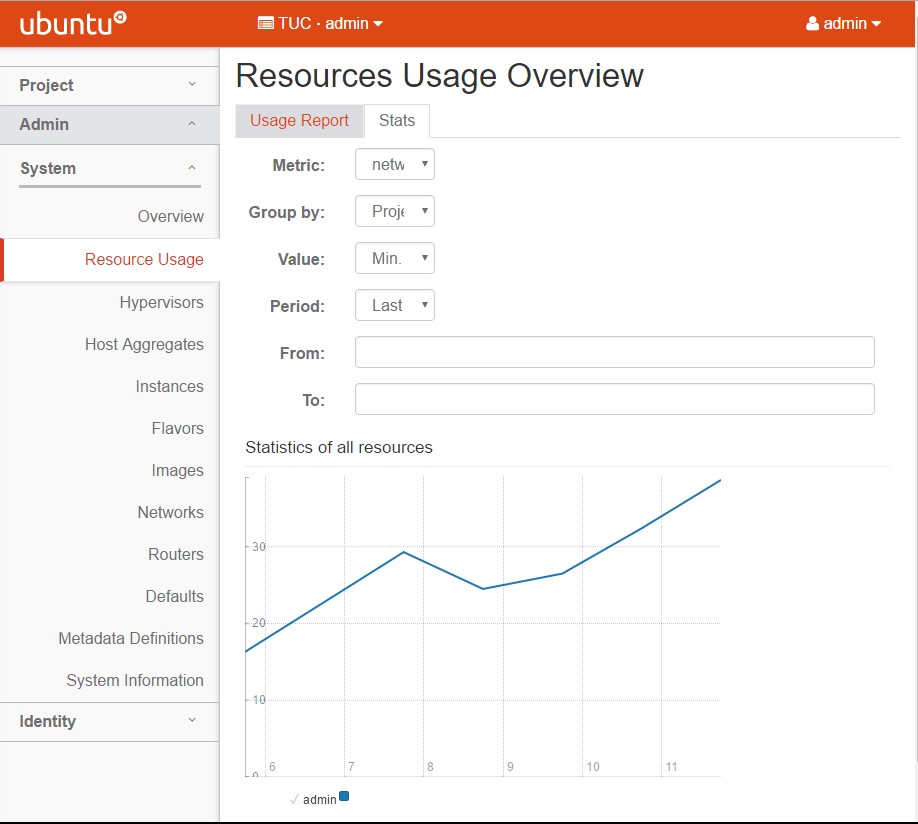 ubuntu
TUC · admin
admin
Project
Admin
System
Overview
Resource Usage
Hypervisors
Host Aggregates
Instances
Flavors
Images
Networks
Routers
Defaults
Metadata Definitions
System Information
Identity
Resources Usage Overview
Usage Report Stats
Metric: netw
Group by: Proje
Value: Min.
Period: Last
From:
To:
Statistics of all resources
30
20
10
0
6 7 8 9 10 11
admin